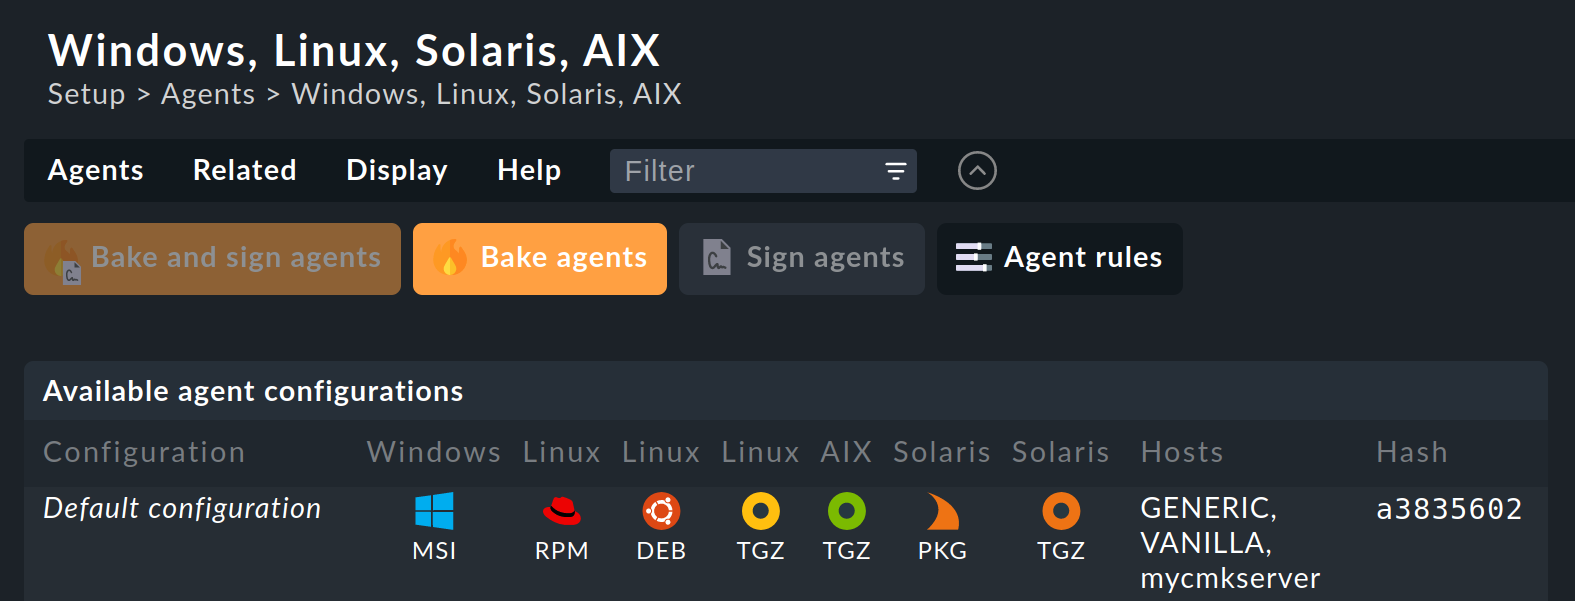 Windows, Linux, Solaris, AIX
Setup > Agents > Windows, Linux, Solaris, AIX
Agents Related Display Help Filter
Bake and sign agents Bake agents Sign agents Agent rules
Available agent configurations
Configuration Windows Linux Linux Linux AIX Solaris Solaris Hosts Hash
Default configuration MSI RPM DEB TGZ TGZ PKG TGZ GENERIC, a3835602
VANILLA,
mycmkserver